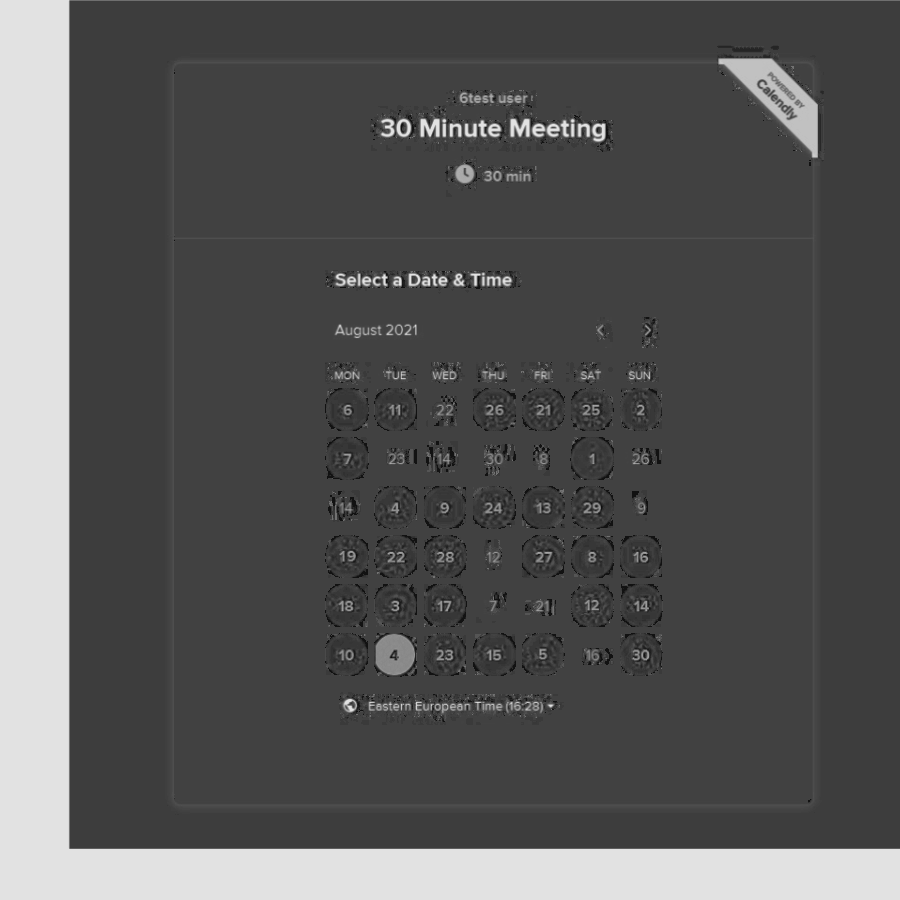 POWERED BY
Calendly
6test user
30 Minute Meeting
30 min
Select a Date & Time
August 2021
MON TUE WED THU FRI SAT SUN
6 11 22 26 21 25 2
7 23 14 30 8 1 26
14 4 9 24 13 29 9
19 22 28 12 27 8 16
18 3 17 7 21 12 14
10 4 23 15 5 16 30
Eastern European Time (16:28)